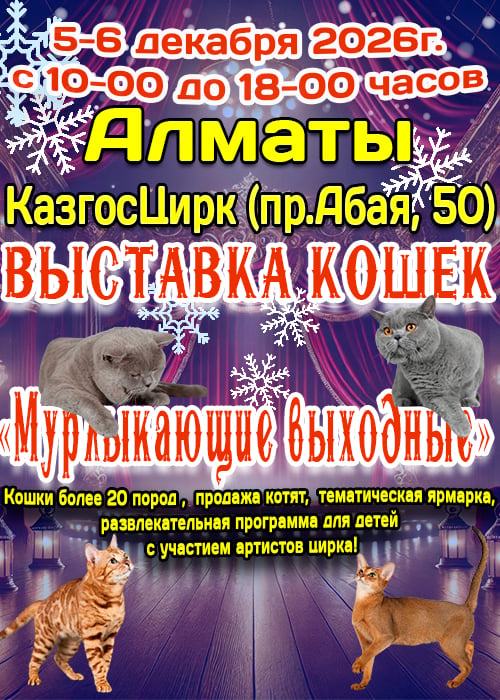 5-6 декабря 2026г.
с 10-00 до 18-00 часов
Алматы
КазгосЦирк (пр.Абая, 50)
ВЫСТАВКА КОШЕК
«Мурлыкающие выходные»
Кошки более 20 пород , продажа котят, тематическая ярмарка,
развлекательная программа для детей
с участием артистов цирка!